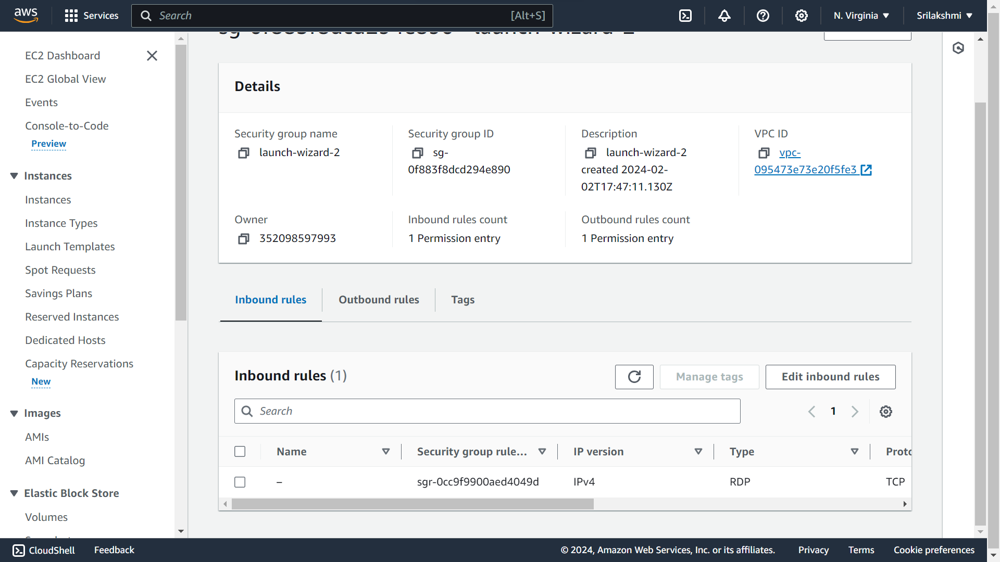 aws
Services
Search
[Alt+S]
N. Virginia
Srilakshmi
EC2 Dashboard
EC2 Global View
Events
Console-to-Code
Preview
Instances
Instances
Instance Types
Launch Templates
Spot Requests
Savings Plans
Reserved Instances
Dedicated Hosts
Capacity Reservations
New
Images
AMIs
AMI Catalog
Elastic Block Store
Volumes
Details
Security group name
launch-wizard-2
Security group ID
sg-
0f883f8dcd294e890
Description
launch-wizard-2
created 2024-02-
02T17:47:11.130Z
VPC ID
vpc-
095473e73e20f5fe3
Owner
352098597993
Inbound rules count
1 Permission entry
Outbound rules count
1 Permission entry
Inbound rules
Outbound rules
Tags
Inbound rules (1)
Manage tags
Edit inbound rules
Search
1
Name
Security group rule...
IP version
Type
Proto
–
sgr-0cc9f9900aed4049d
IPv4
RDP
TCP
CloudShell
Feedback
© 2024, Amazon Web Services, Inc. or its affiliates.
Privacy
Terms
Cookie preferences